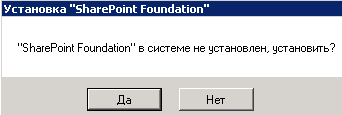 Установка "SharePoint Foundation"
"SharePoint Foundation" в системе не установлен, установить?
Да
Нет